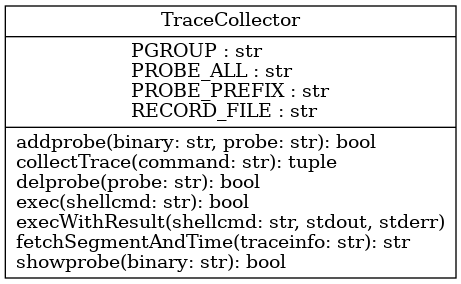 TraceCollector
PGROUP : str
PROBE_ALL : str
PROBE_PREFIX : str
RECORD_FILE : str
addprobe(binary: str, probe: str): bool
collectTrace(command: str): tuple
delprobe(probe: str): bool
exec(shellcmd: str): bool
execWithResult(shellcmd: str, stdout, stderr)
fetchSegmentAndTime(traceinfo: str): str
showprobe(binary: str): bool